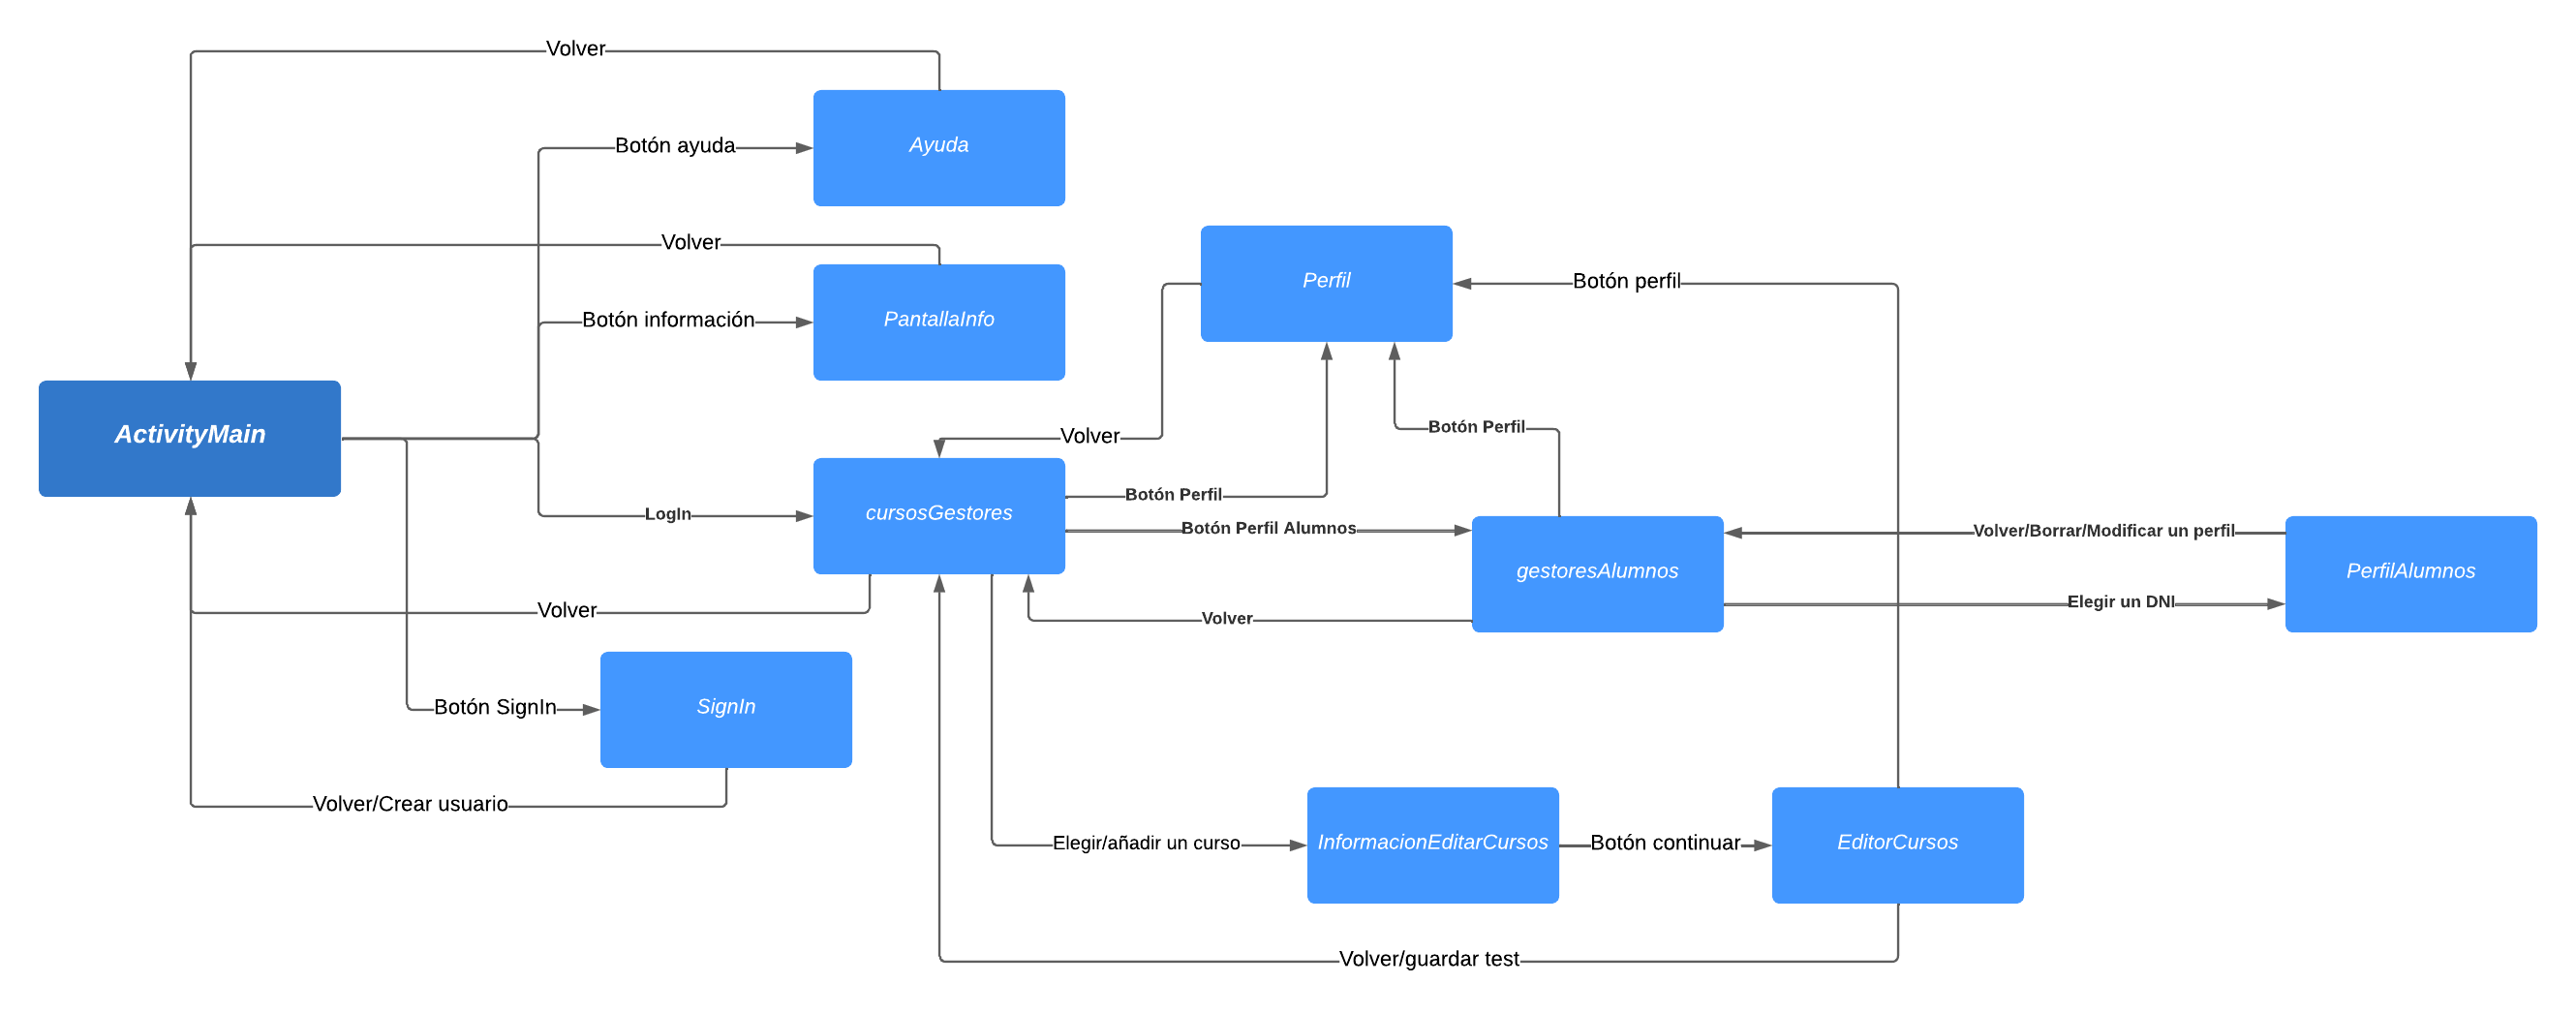 Volver
Botón ayuda
Ayuda
Volver
Botón información
PantallaInfo
Perfil
Botón perfil
ActivityMain
Volver
Botón Perfil
Botón Perfil
LogIn
cursosGestores
Botón Perfil Alumnos
gestoresAlumnos
Volver/Borrar/Modificar un perfil
PerfilAlumnos
Elegir un DNI
Volver
Volver
Botón SignIn
SignIn
Volver/Crear usuario
Elegir/añadir un curso
InformacionEditarCursos
Botón continuar
EditorCursos
Volver/guardar test